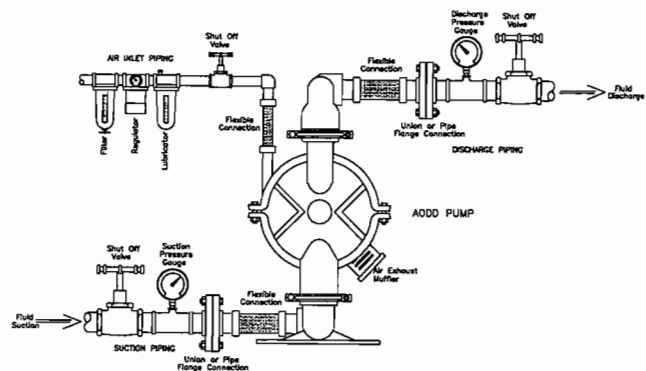 Shut Off
Valve
AIR INLET PIPING
Filter
Regulator
Lubricator
Flexible
Connection
Discharge
Pressure
Gauge
Shut Off
Valve
Flexible
Connection
Fluid
Discharge
Union or Pipe
Flange Connection
DISCHARGE PIPING
AODD PUMP
Air Exhaust
Muffler
Shut Off
Valve
Suction
Pressure
Gauge
Flexible
Connection
Fluid
Suction
SUCTION PIPING
Union or Pipe
Flange Connection